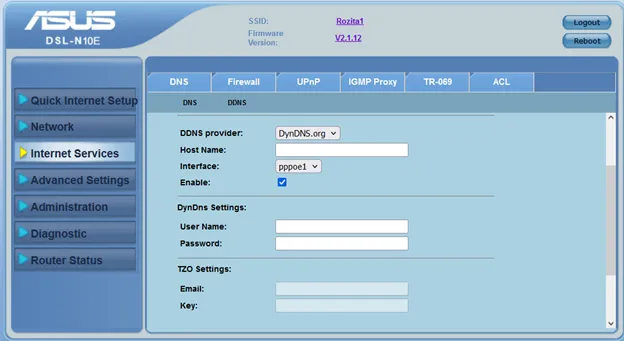 ASUS
DSL-N10E
SSID: Rozita1
Firmware Version: V2.1.12
Logout
Reboot
Quick Internet Setup
Network
Internet Services
Advanced Settings
Administration
Diagnostic
Router Status
DNS Firewall UPnP IGMP Proxy TR-069 ACL
DNS DDNS
DDNS provider: DynDNS.org
Host Name:
Interface: pppoe1
Enable:
DynDns Settings:
User Name:
Password:
TZO Settings:
Email:
Key: